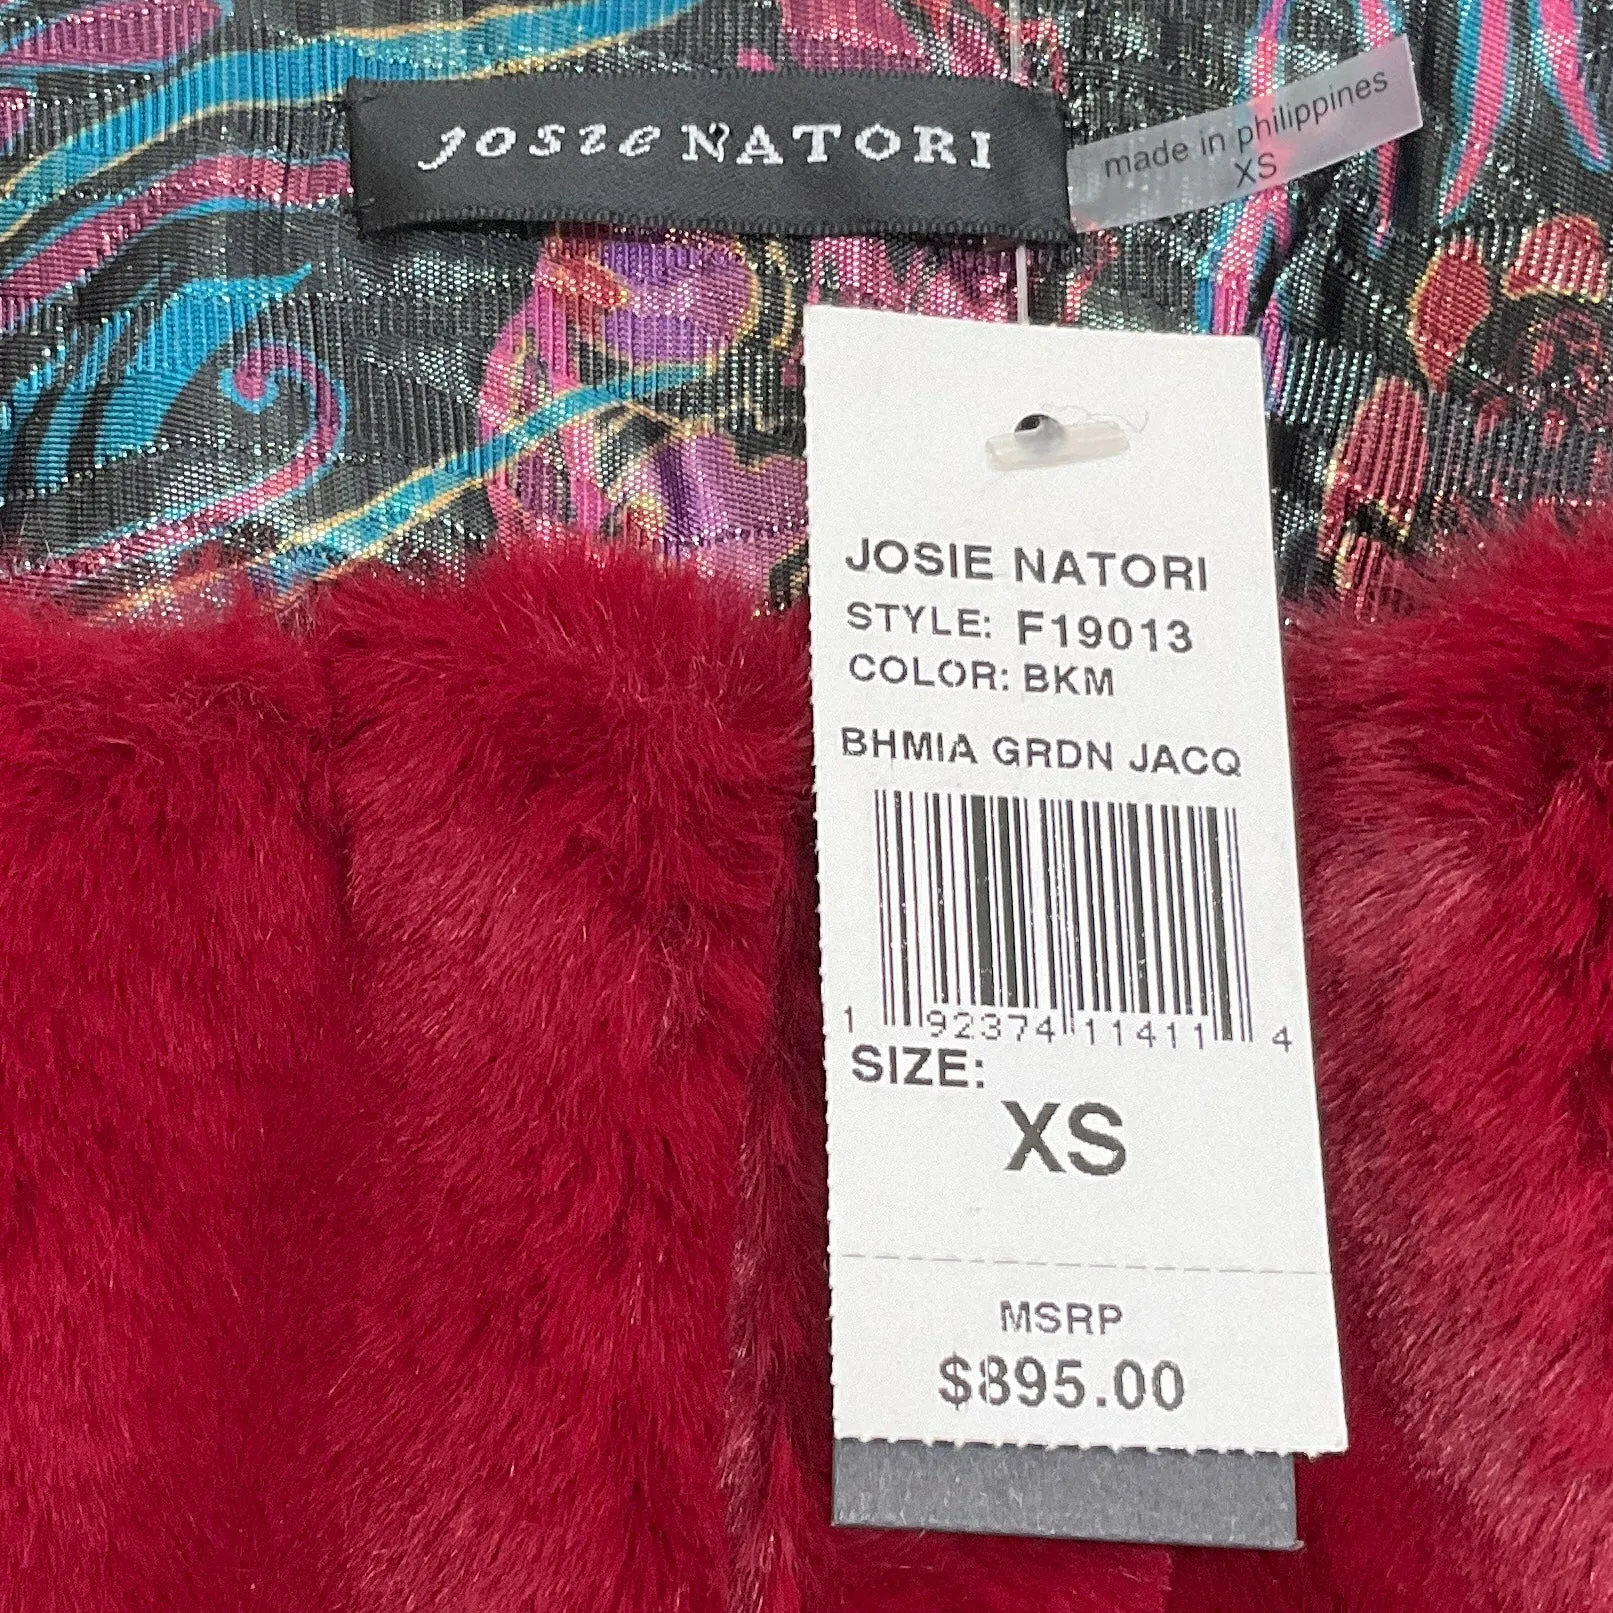 josie NATORI
made in philippines
XS
JOSIE NATORI
STYLE: F19013
COLOR: BKM
BHMIA GRDN JACQ
1 92374 11411 4
SIZE:
XS
MSRP
$895.00